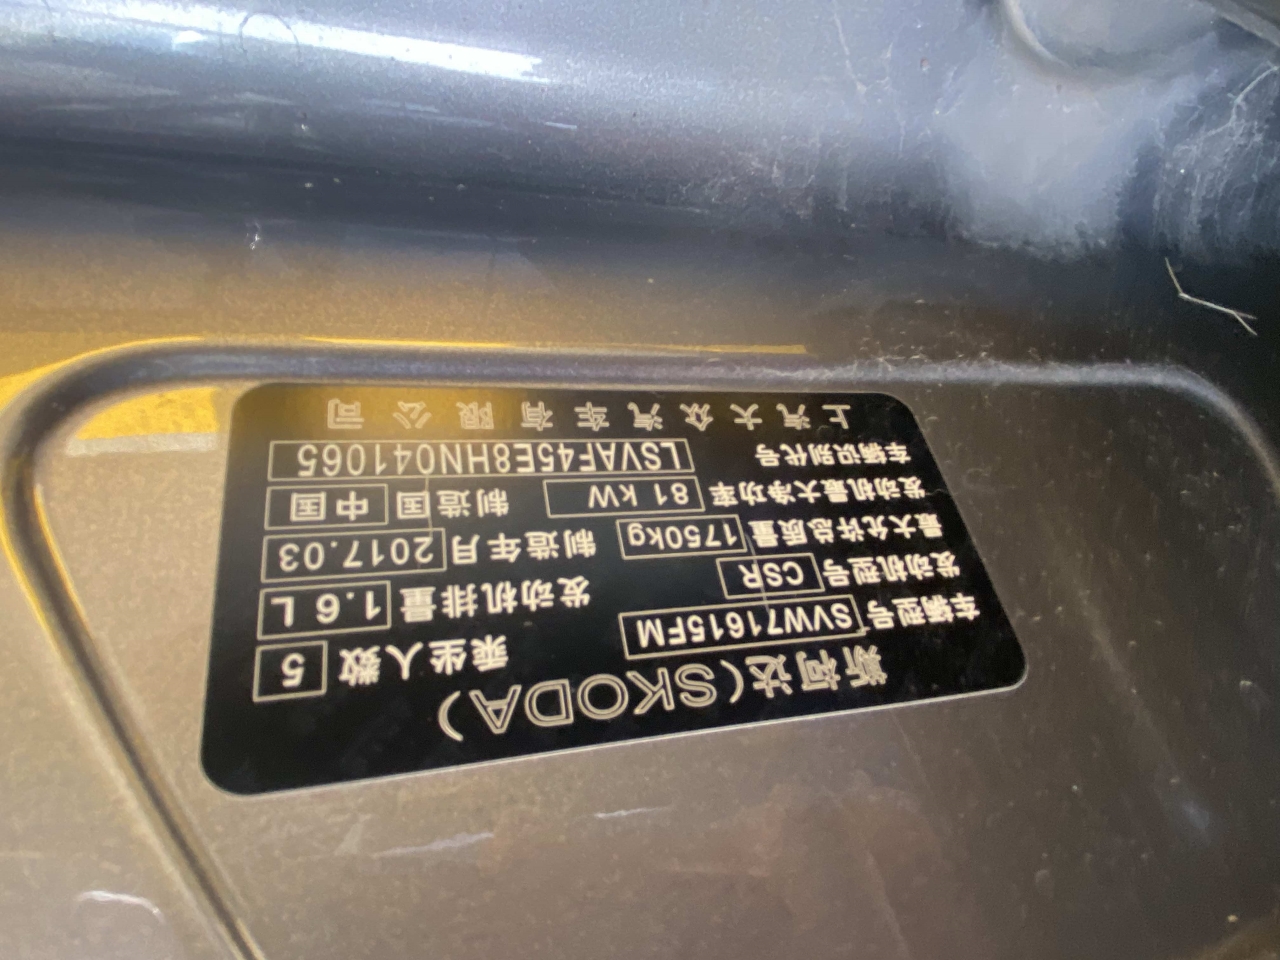 斯柯达(SKODA)
车辆型号 SVW71615FM 乘坐人数 5
发动机型号 CSR 发动机排量 1.6 L
最大允许总质量 1750kg 制造年月 2017.03
发动机最大净功率 81 kW 制造国 中国
车辆识别代号 LSVAF45E8HN041065
上汽大众汽车有限公司